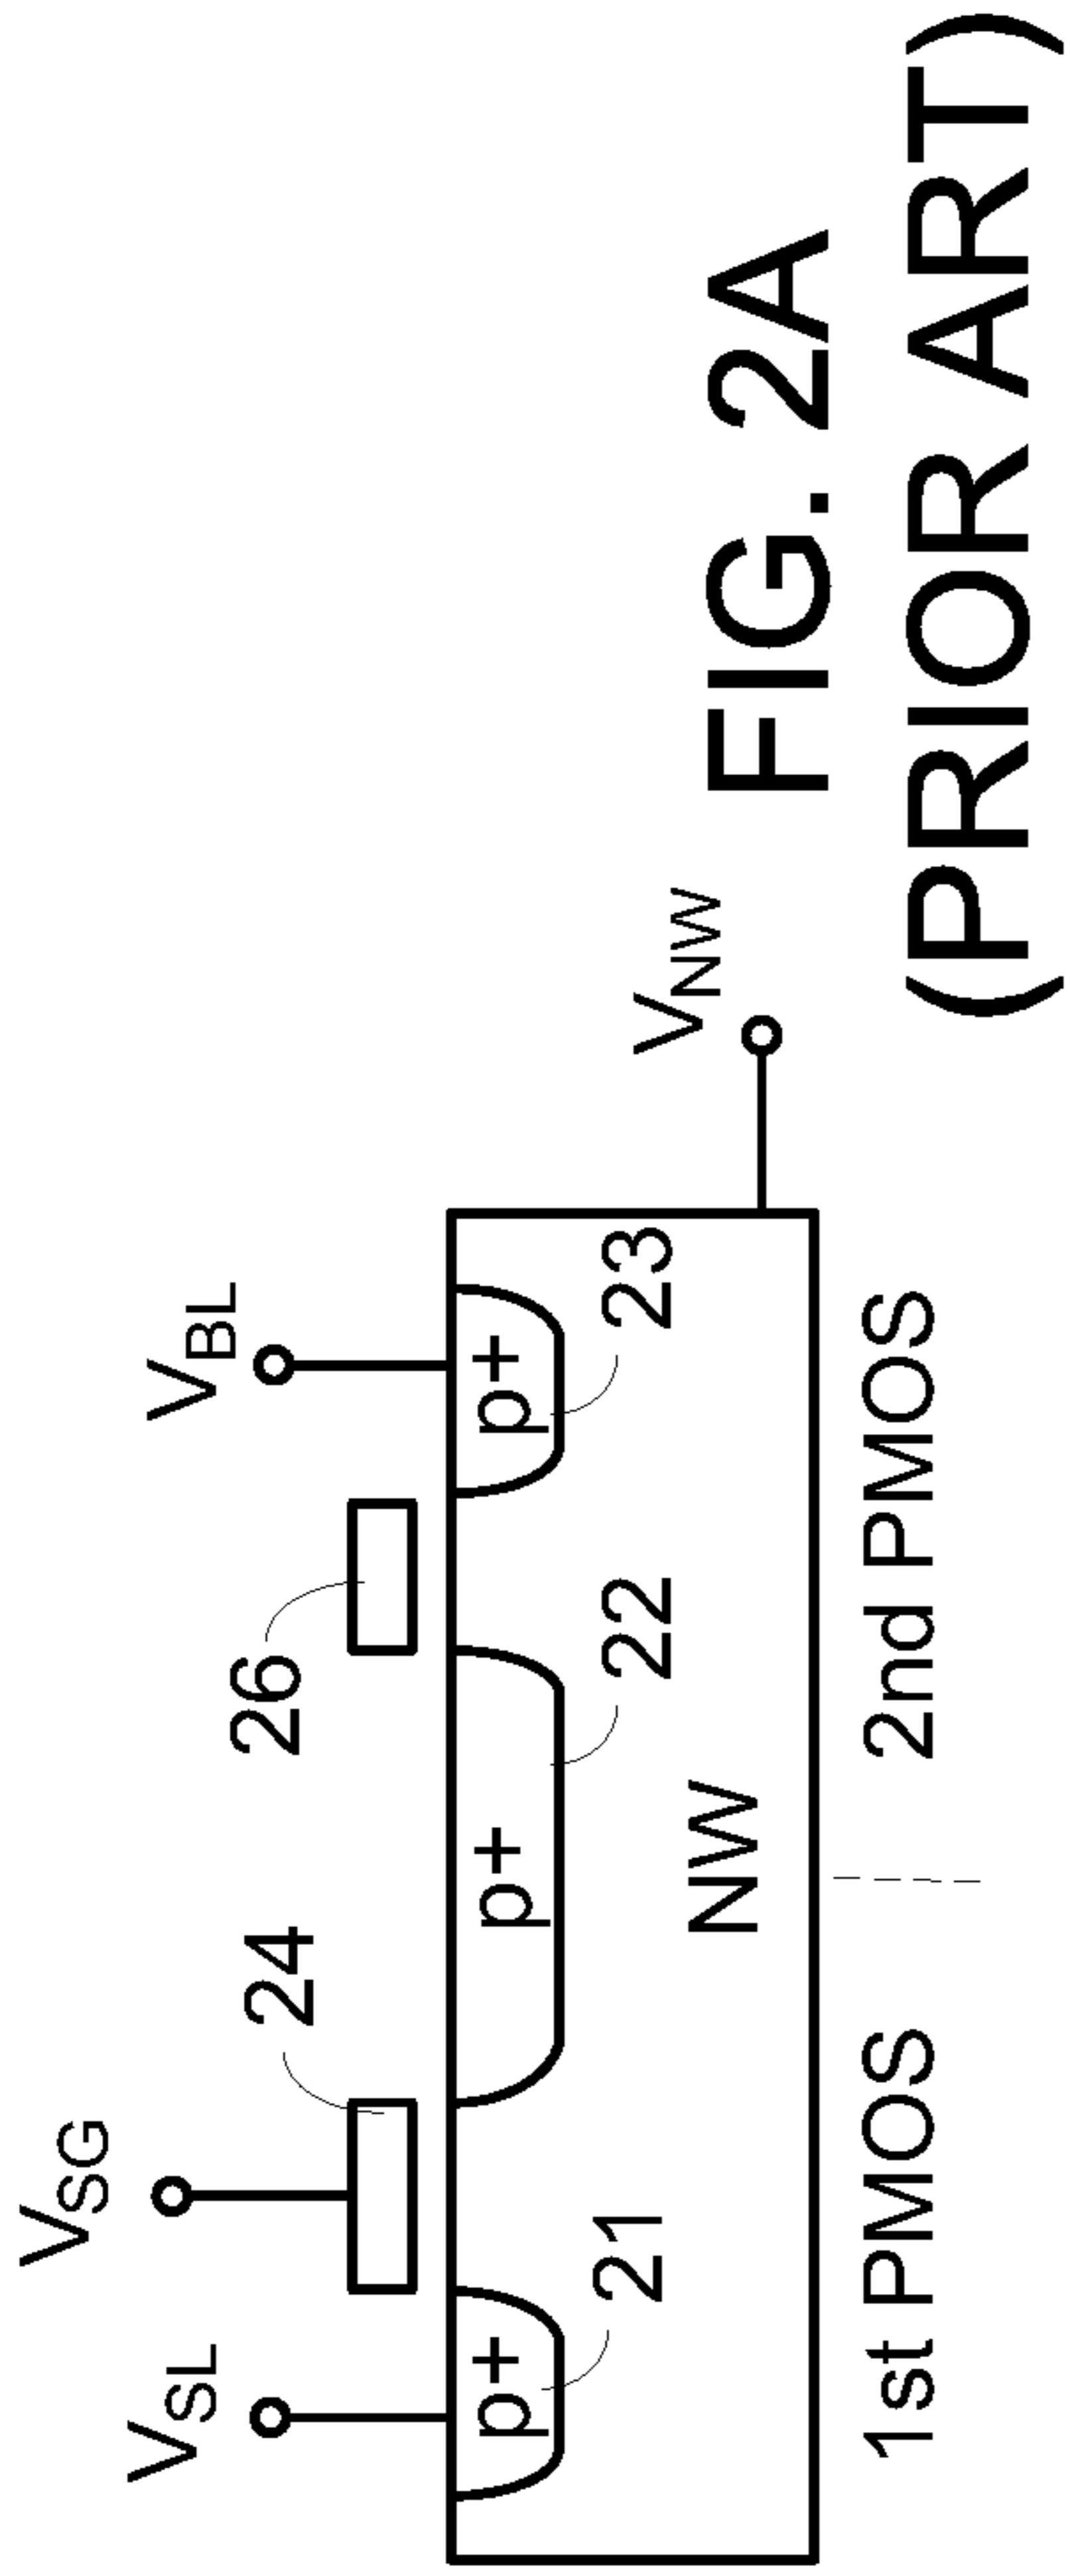 V_SG
V_SL
V_BL
24
26
p+
p+
p+
21
22
23
NW
V_NW
1st PMOS
2nd PMOS
FIG. 2A
(PRIOR ART)